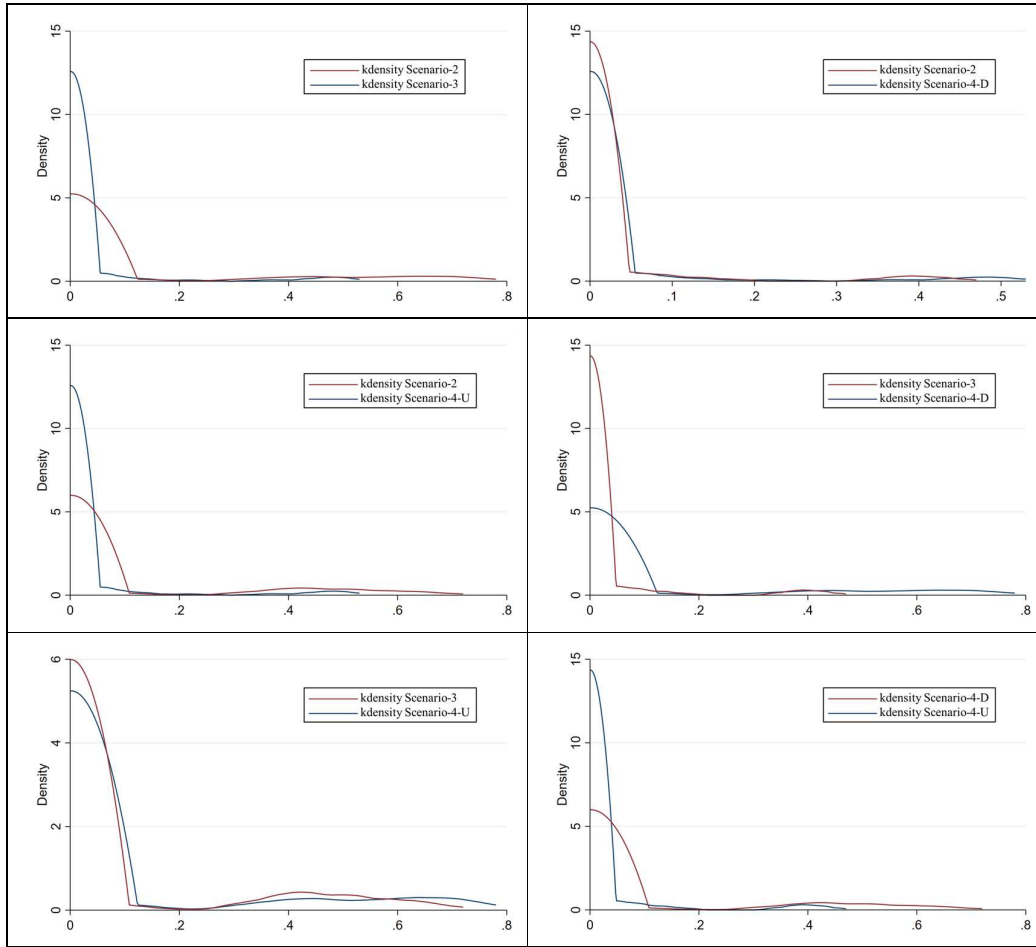 15
10
5
0
Density
kdensity Scenario-2
kdensity Scenario-3
0 .2 .4 .6 .8
15
10
5
0
Density
kdensity Scenario-2
kdensity Scenario-4-D
0 .1 .2 .3 .4 .5
15
10
5
0
Density
kdensity Scenario-2
kdensity Scenario-4-U
0 .2 .4 .6 .8
15
10
5
0
Density
kdensity Scenario-3
kdensity Scenario-4-D
0 .2 .4 .6 .8
6
4
2
0
Density
kdensity Scenario-3
kdensity Scenario-4-U
0 .2 .4 .6 .8
15
10
5
0
Density
kdensity Scenario-4-D
kdensity Scenario-4-U
0 .2 .4 .6 .8